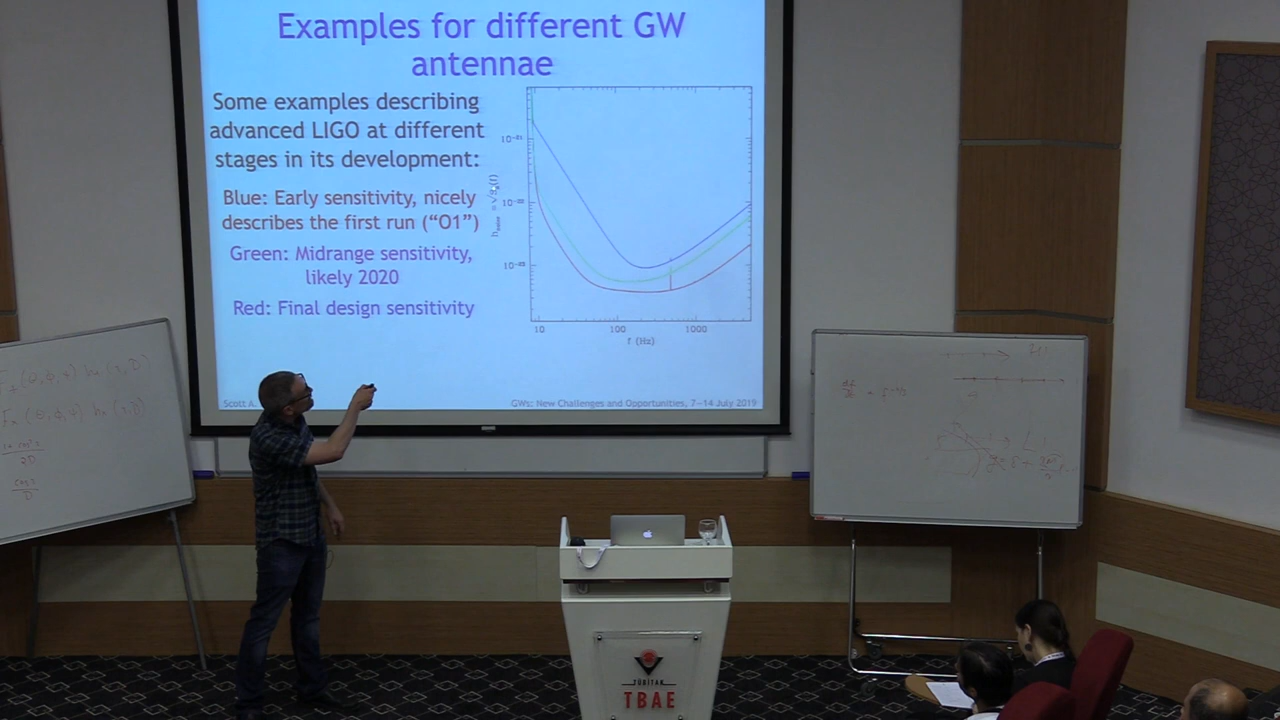 Examples for different GW
antennae
Some examples describing
advanced LIGO at different
stages in its development:
Blue: Early sensitivity, nicely
describes the first run (“O1”)
Green: Midrange sensitivity,
likely 2020
Red: Final design sensitivity
10
100
1000
f (Hz)
Scott A.
GWs: New Challenges and Opportunities, 7–14 July 2019
TÜBİTAK
TBAE